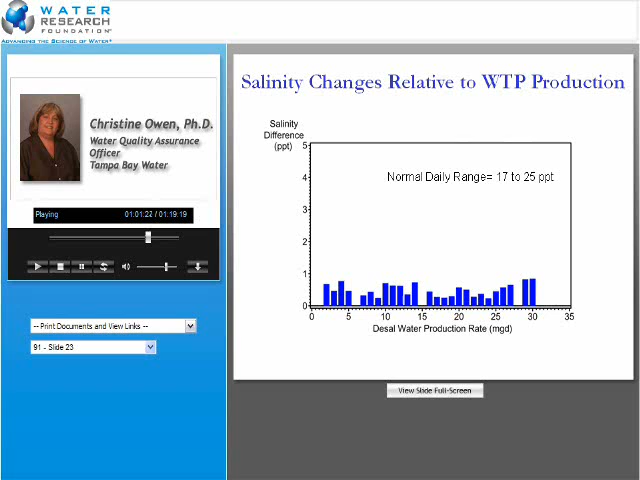 WATER
RESEARCH
FOUNDATION
ADVANCING THE SCIENCE OF WATER®
Christine Owen, Ph.D.
Water Quality Assurance
Officer
Tampa Bay Water
Playing 01:01:27 / 01:19:19
-- Print Documents and View Links --
91 - Slide 23
Salinity Changes Relative to WTP Production
Salinity
Difference
(ppt)
5
Normal Daily Range= 17 to 25 ppt
4
3
2
1
0
0 5 10 15 20 25 30 35
Desal Water Production Rate (mgd)
View Slide Full-Screen